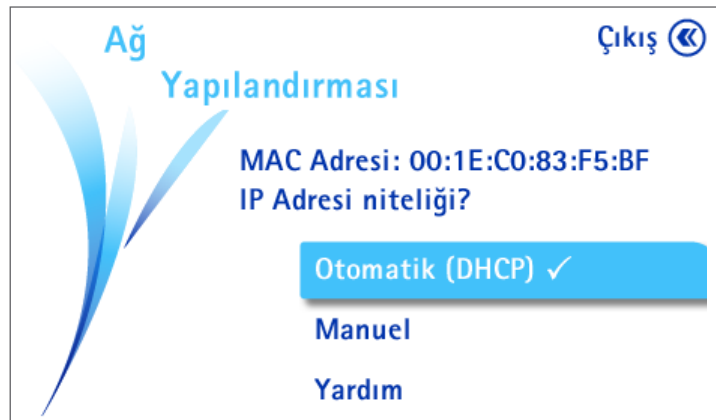 Ağ
Yapılandırması
Çıkış
MAC Adresi: 00:1E:C0:83:F5:BF
IP Adresi niteliği?
Otomatik (DHCP) ✓
Manuel
Yardım